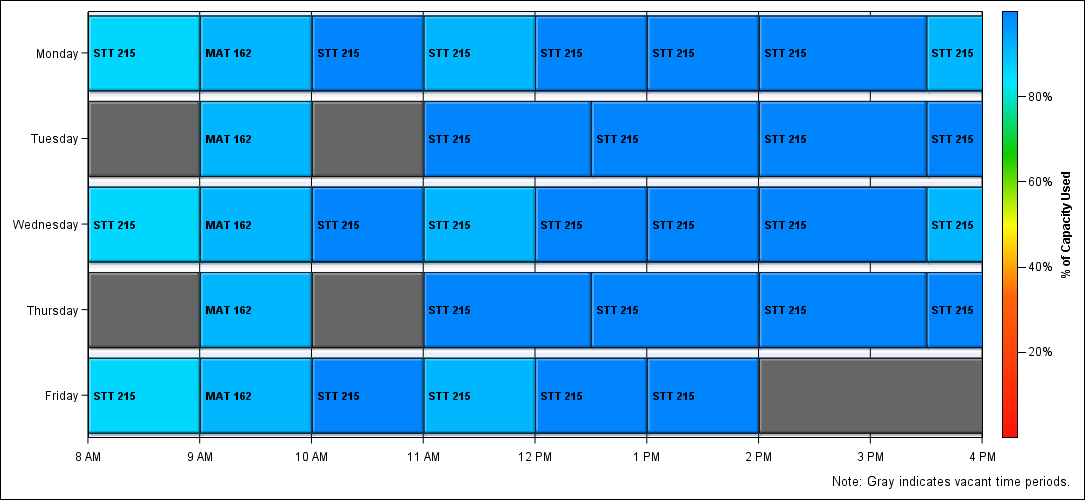 Monday STT 215 MAT 162 STT 215 STT 215 STT 215 STT 215 STT 215 STT 215
Tuesday MAT 162 STT 215 STT 215 STT 215 STT 215
Wednesday STT 215 MAT 162 STT 215 STT 215 STT 215 STT 215 STT 215 STT 215
Thursday MAT 162 STT 215 STT 215 STT 215 STT 215
Friday STT 215 MAT 162 STT 215 STT 215 STT 215 STT 215
8 AM 9 AM 10 AM 11 AM 12 PM 1 PM 2 PM 3 PM 4 PM
80%
60%
40%
20%
% of Capacity Used
Note: Gray indicates vacant time periods.